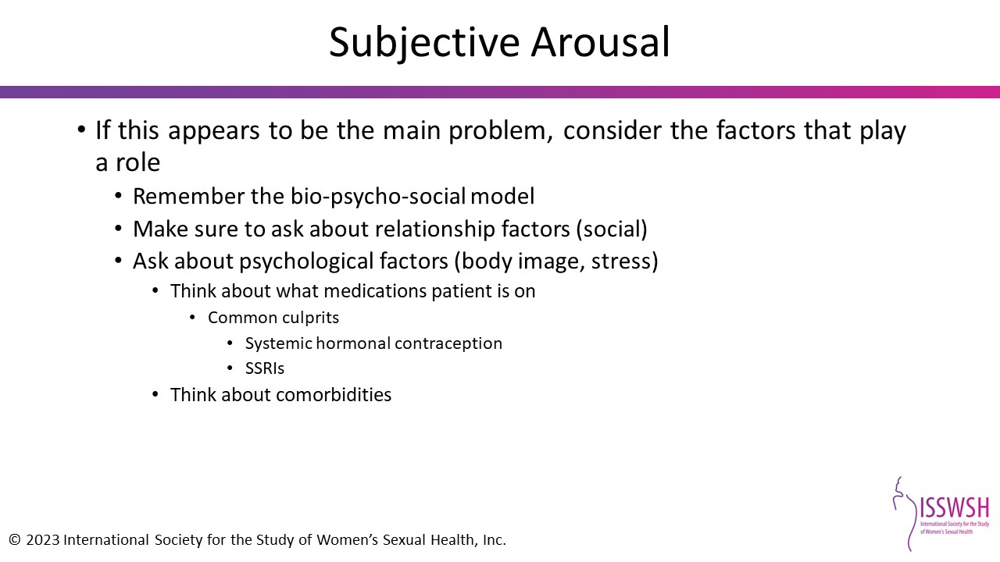 Subjective Arousal
• If this appears to be the main problem, consider the factors that play
a role
• Remember the bio-psycho-social model
• Make sure to ask about relationship factors (social)
• Ask about psychological factors (body image, stress)
• Think about what medications patient is on
• Common culprits
• Systemic hormonal contraception
• SSRIs
• Think about comorbidities
ISSWSH
International Society for the Study
of Women's Sexual Health
© 2023 International Society for the Study of Women’s Sexual Health, Inc.